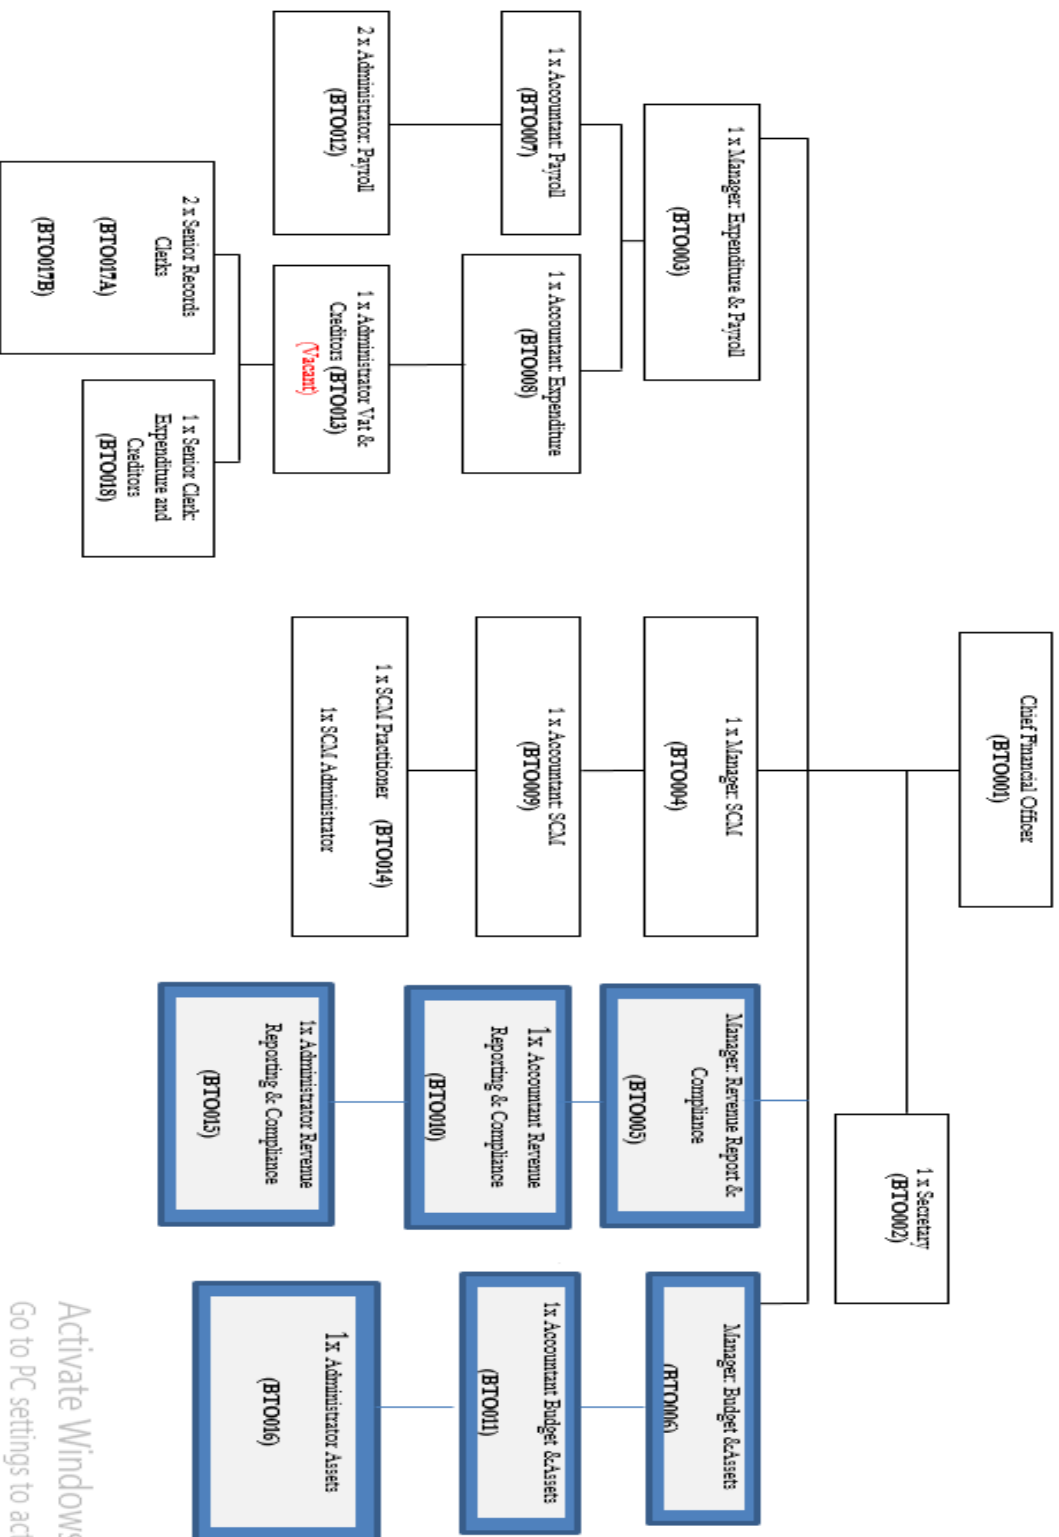 Chief Financial Officer
(BTO001)
1 x Secretary
(BTO002)
1 x Manager: Expenditure & Payroll
(BTO003)
1 x Manager: SCM
(BTO004)
Manager: Revenue Report &
Compliance
(BTO005)
Manager: Budget &Assets
(BTO006)
1 x Accountant: Payroll
(BTO007)
1 x Accountant: Expenditure
(BTO008)
1 x Accountant: SCM
(BTO009)
1x Accountant Revenue
Reporting & Compliance
(BTO010)
1x Accountant Budget &Assets
(BTO011)
2 x Administrator: Payroll
(BTO012)
1 x Administrator Vat &
Creditors (BTO013)
(Vacant)
1 x SCM Practitioner (BTO014)
1x SCM Administrator
1x Administrator Revenue
Reporting & Compliance
(BTO015)
1x Administrator Assets
(BTO016)
2 x Senior Records
Clerks
(BTO017A)
(BTO017B)
1 x Senior Clerk:
Expenditure and
Creditors
(BTO018)
Activate Windows
Go to PC settings to act